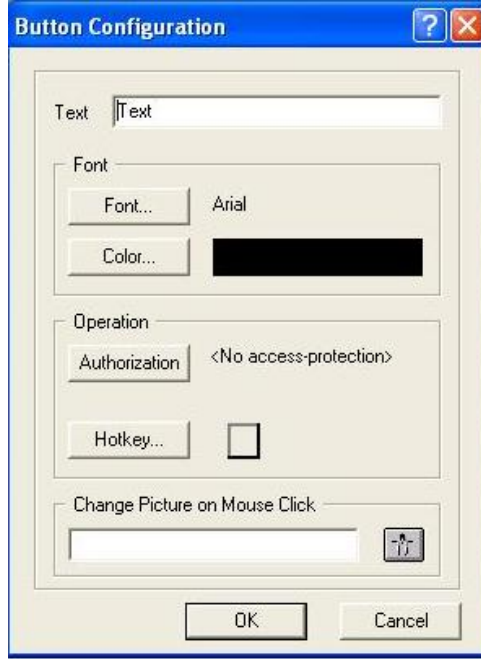 Button Configuration
Text Text
Font
Font... Arial
Color...
Operation
Authorization <No access-protection>
Hotkey...
Change Picture on Mouse Click
OK Cancel